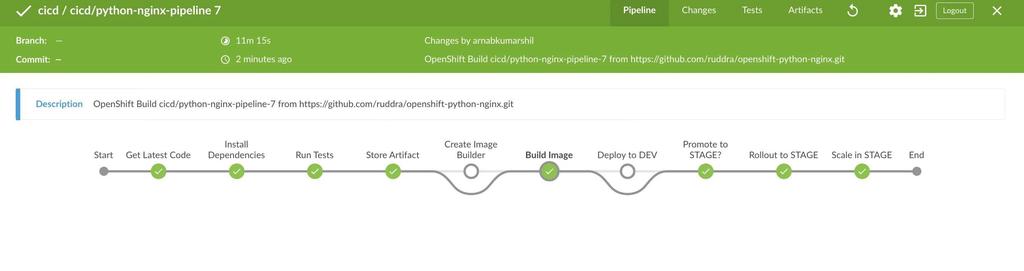 cicd / cicd/python-nginx-pipeline 7
Pipeline Changes Tests Artifacts Logout
Branch: — 11m 15s Changes by arnabkumarshil
Commit: — 2 minutes ago OpenShift Build cicd/python-nginx-pipeline-7 from https://github.com/ruddra/openshift-python-nginx.git
Description OpenShift Build cicd/python-nginx-pipeline-7 from https://github.com/ruddra/openshift-python-nginx.git
Start
Get Latest Code
Install
Dependencies
Run Tests
Store Artifact
Create Image
Builder
Build Image
Deploy to DEV
Promote to
STAGE?
Rollout to STAGE
Scale in STAGE
End